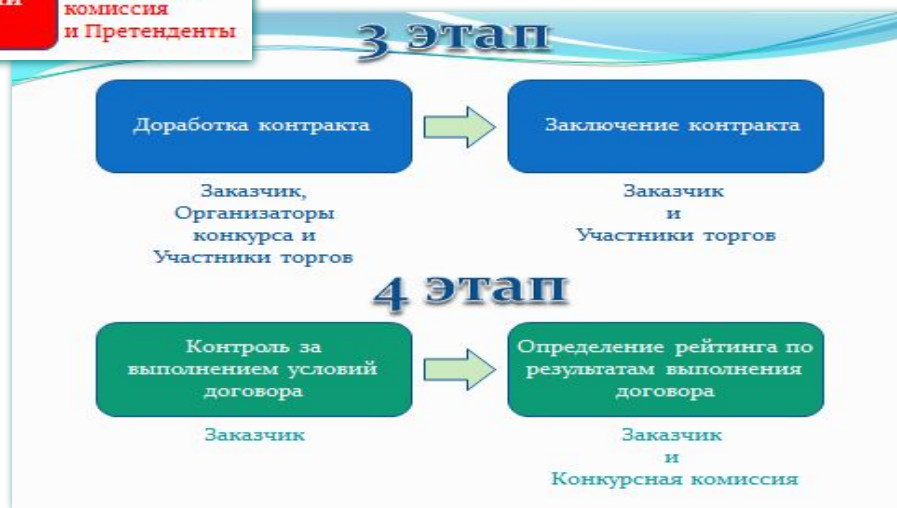 комиссия
и Претенденты
3 этап
Доработка контракта
Заключение контракта
Заказчик,
Организаторы
конкурса и
Участники торгов
Заказчик
и
Участники торгов
4 этап
Контроль за
выполнением условий
договора
Определение рейтинга по
результатам выполнения
договора
Заказчик
Заказчик
и
Конкурсная комиссия